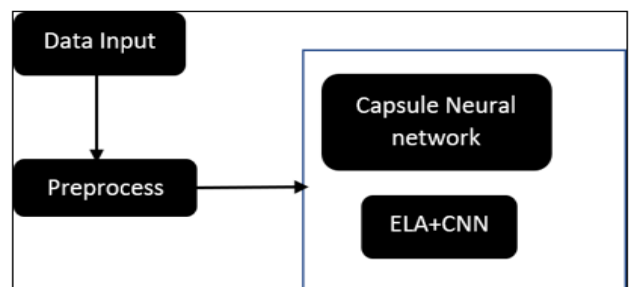 Data Input
Capsule Neural
network
Preprocess
ELA+CNN